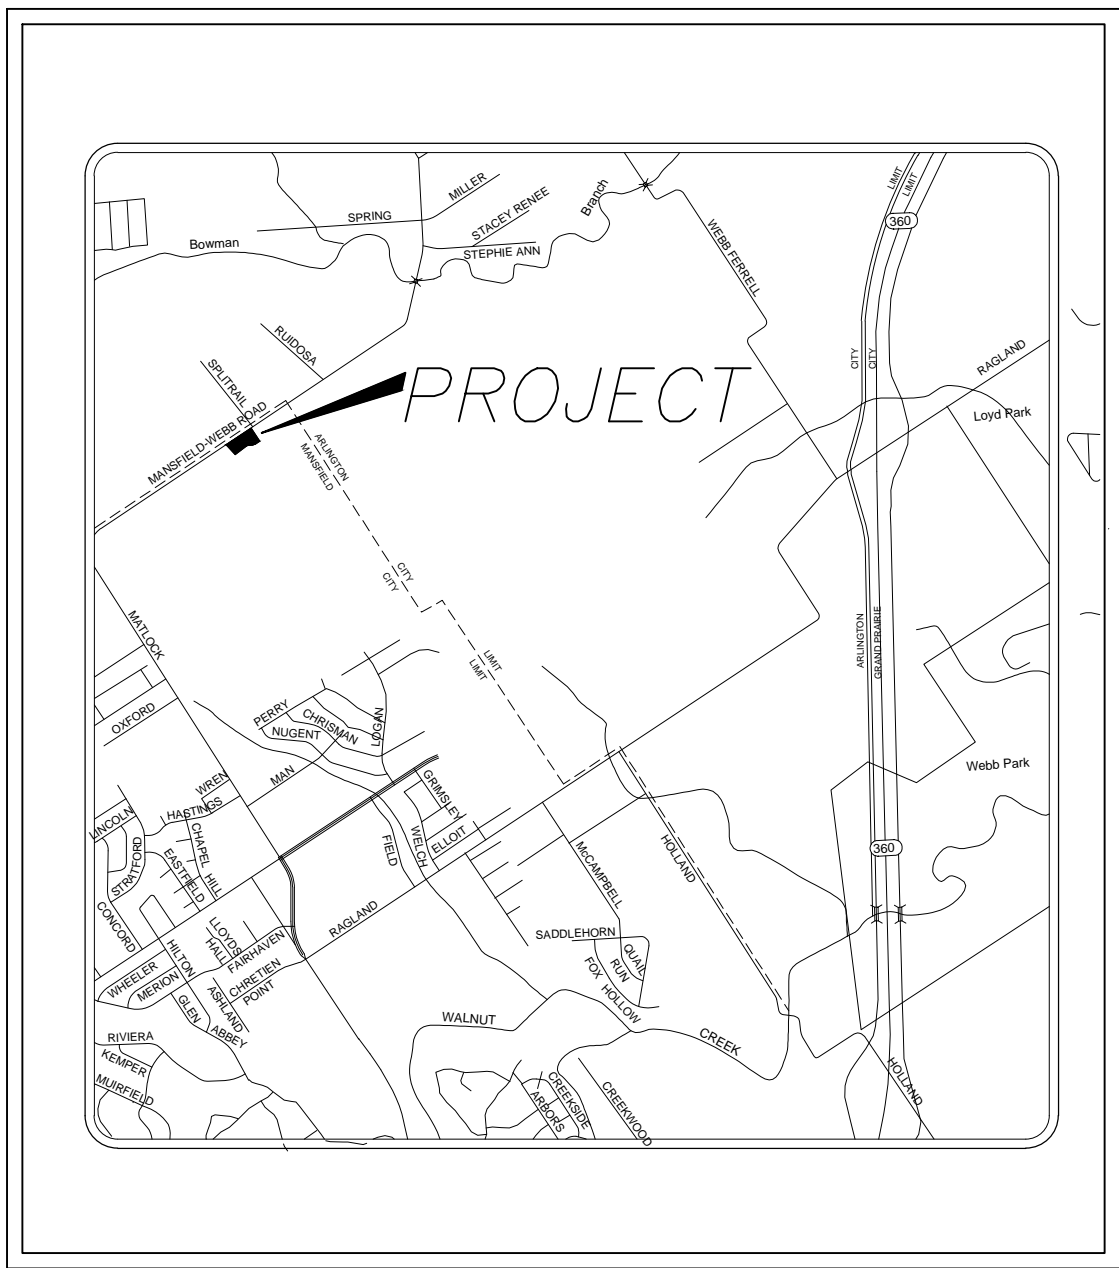 MILLER
SPRING
STACEY RENEE
Branch
Bowman
STEPHIE ANN
LIMIT
LIMIT
360
WEBB FERRELL
RUIDOSA
SPLITRAIL
CITY
CITY
RAGLAND
PROJECT
Loyd Park
MANSFIELD-WEBB ROAD
ARLINGTON
MANSFIELD
CITY
CITY
MATLOCK
LIMIT
LIMIT
ARLINGTON
GRAND PRAIRIE
OXFORD
PERRY
CHRISMAN
NUGENT
LOGAN
MAN
WREN
Webb Park
GRIMSLEY
LINCOLN
HASTINGS
CHAPEL
HILL
STRATFORD
EASTFIELD
FIELD
WELCH
ELLOIT
HOLLAND
360
McCAMPBELL
CONCORD
RAGLAND
LLOYDS
HALL
HILTON
FAIRHAVEN
SADDLEHORN
QUAIL
RUN
WHEELER
MERION
CHRETIEN
POINT
ASHLAND
FOX
HOLLOW
GLEN
ABBEY
WALNUT
CREEK
RIVIERA
KEMPER
MUIRFIELD
HOLLAND
CREEKSIDE
ARBORS
CREEKWOOD